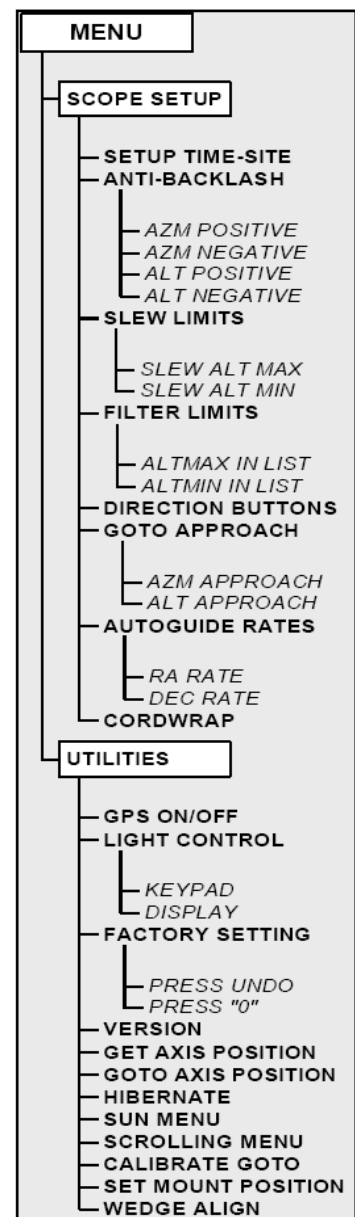 MENU
SCOPE SETUP
SETUP TIME-SITE
ANTI-BACKLASH
AZM POSITIVE
AZM NEGATIVE
ALT POSITIVE
ALT NEGATIVE
SLEW LIMITS
SLEW ALT MAX
SLEW ALT MIN
FILTER LIMITS
ALTMAX IN LIST
ALTMIN IN LIST
DIRECTION BUTTONS
GOTO APPROACH
AZM APPROACH
ALT APPROACH
AUTOGUIDE RATES
RA RATE
DEC RATE
CORDWRAP
UTILITIES
GPS ON/OFF
LIGHT CONTROL
KEYPAD
DISPLAY
FACTORY SETTING
PRESS UNDO
PRESS "0"
VERSION
GET AXIS POSITION
GOTO AXIS POSITION
HIBERNATE
SUN MENU
SCROLLING MENU
CALIBRATE GOTO
SET MOUNT POSITION
WEDGE ALIGN